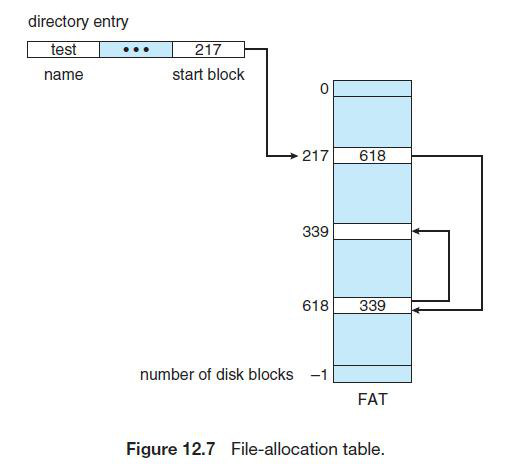 directory entry
test ••• 217
name start block
0
217 618
339
618 339
number of disk blocks –1
FAT
Figure 12.7 File-allocation table.